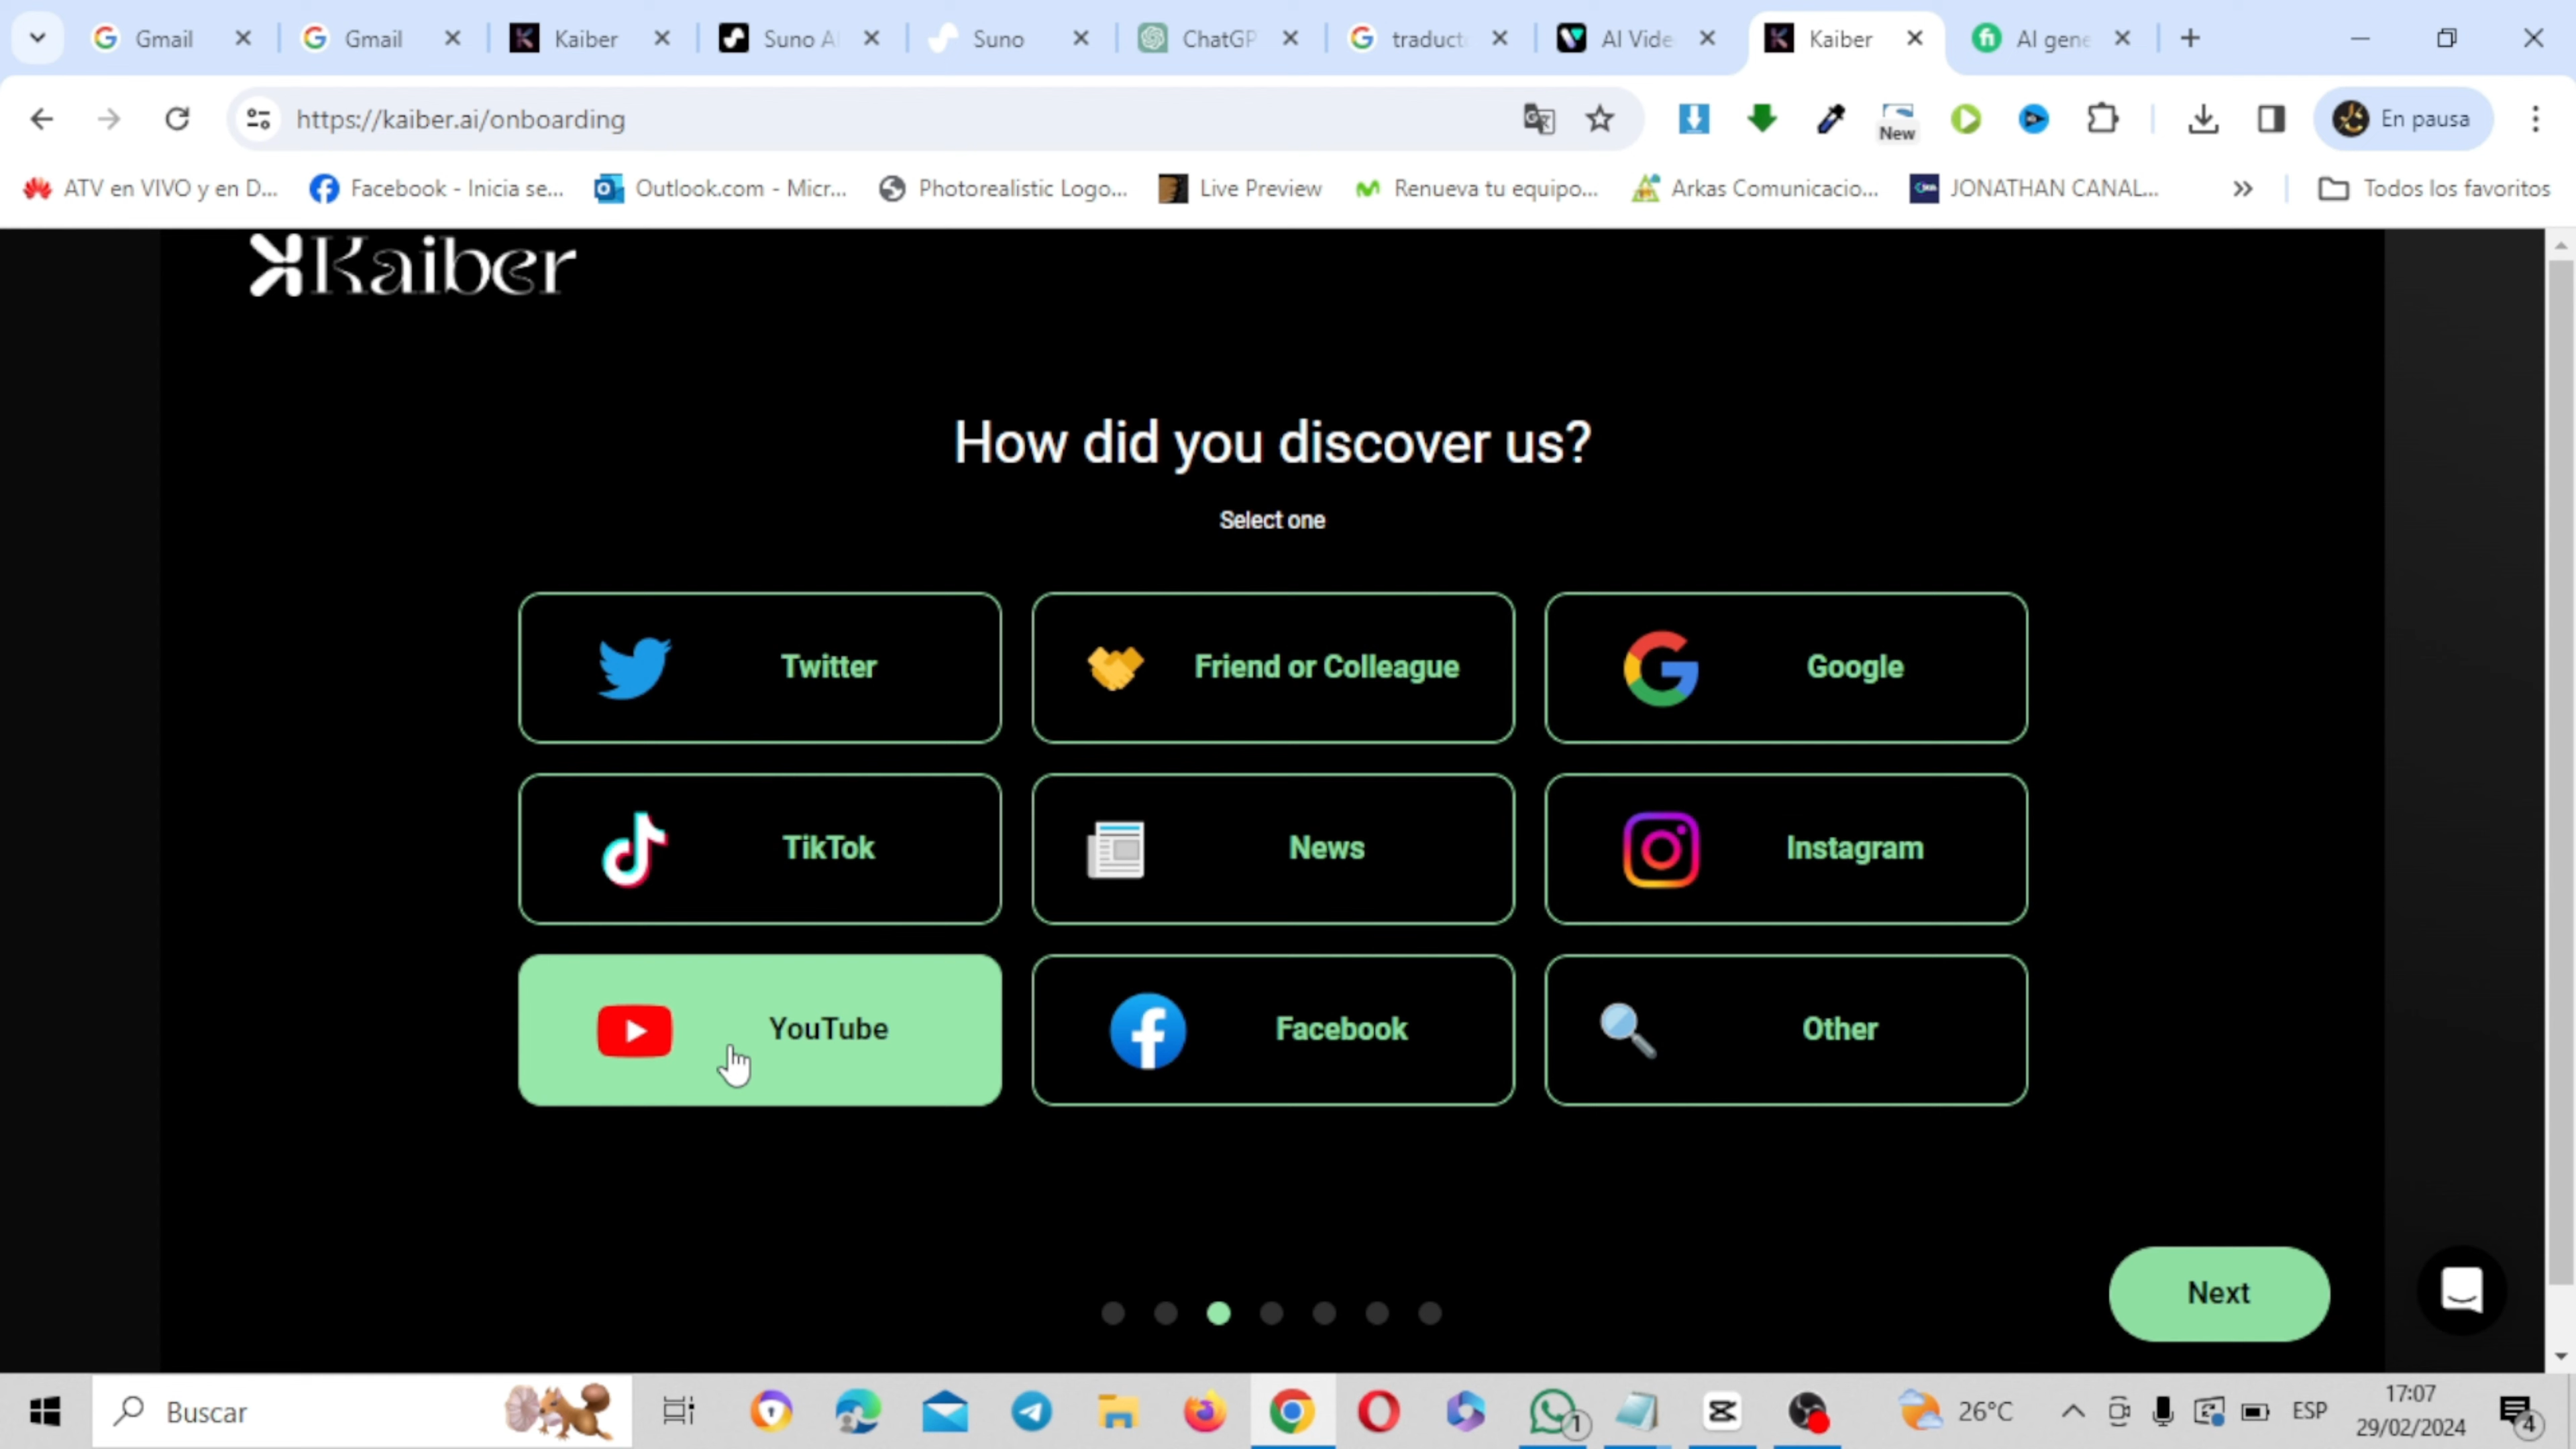 Gmail
Gmail
Kaiber
Suno A
Suno
ChatGP
traduct
AI Vide
Kaiber
AI gene
https://kaiber.ai/onboarding
New
En pausa
ATV en VIVO y en D...
Facebook - Inicia se...
Outlook.com - Micr...
Photorealistic Logo...
Live Preview
Renueva tu equipo...
Arkas Comunicacio...
JONATHAN CANAL...
Todos los favoritos
Kaiber
How did you discover us?
Select one
Twitter
Friend or Colleague
Google
TikTok
News
Instagram
YouTube
Facebook
Other
Next
Buscar
1
26°C
ESP
17:07
29/02/2024
4